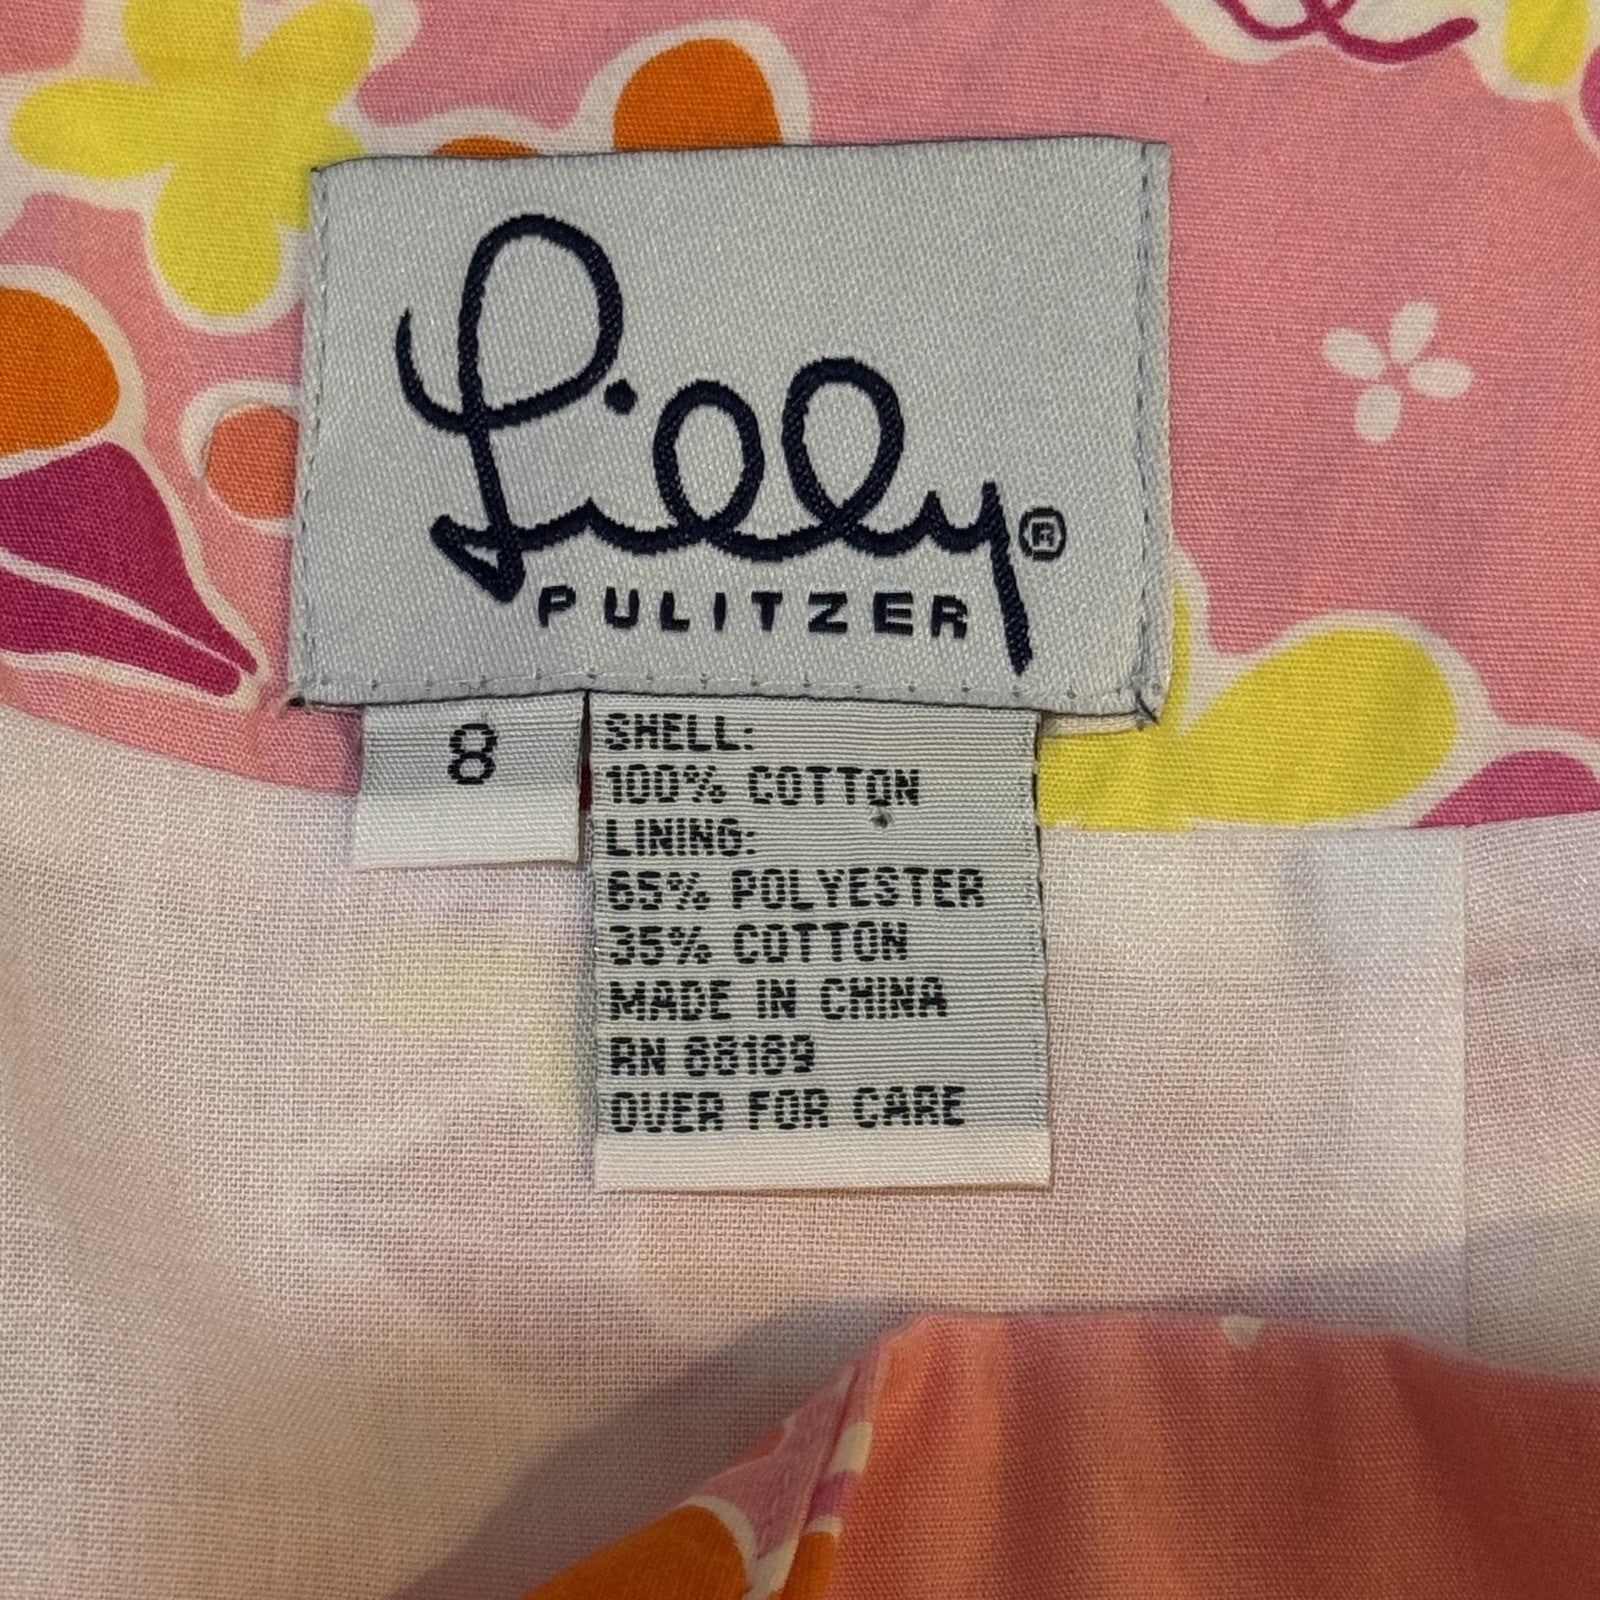 Lilly®
PULITZER
8
SHELL:
100% COTTON
LINING:
65% POLYESTER
35% COTTON
MADE IN CHINA
RN 88189
OVER FOR CARE